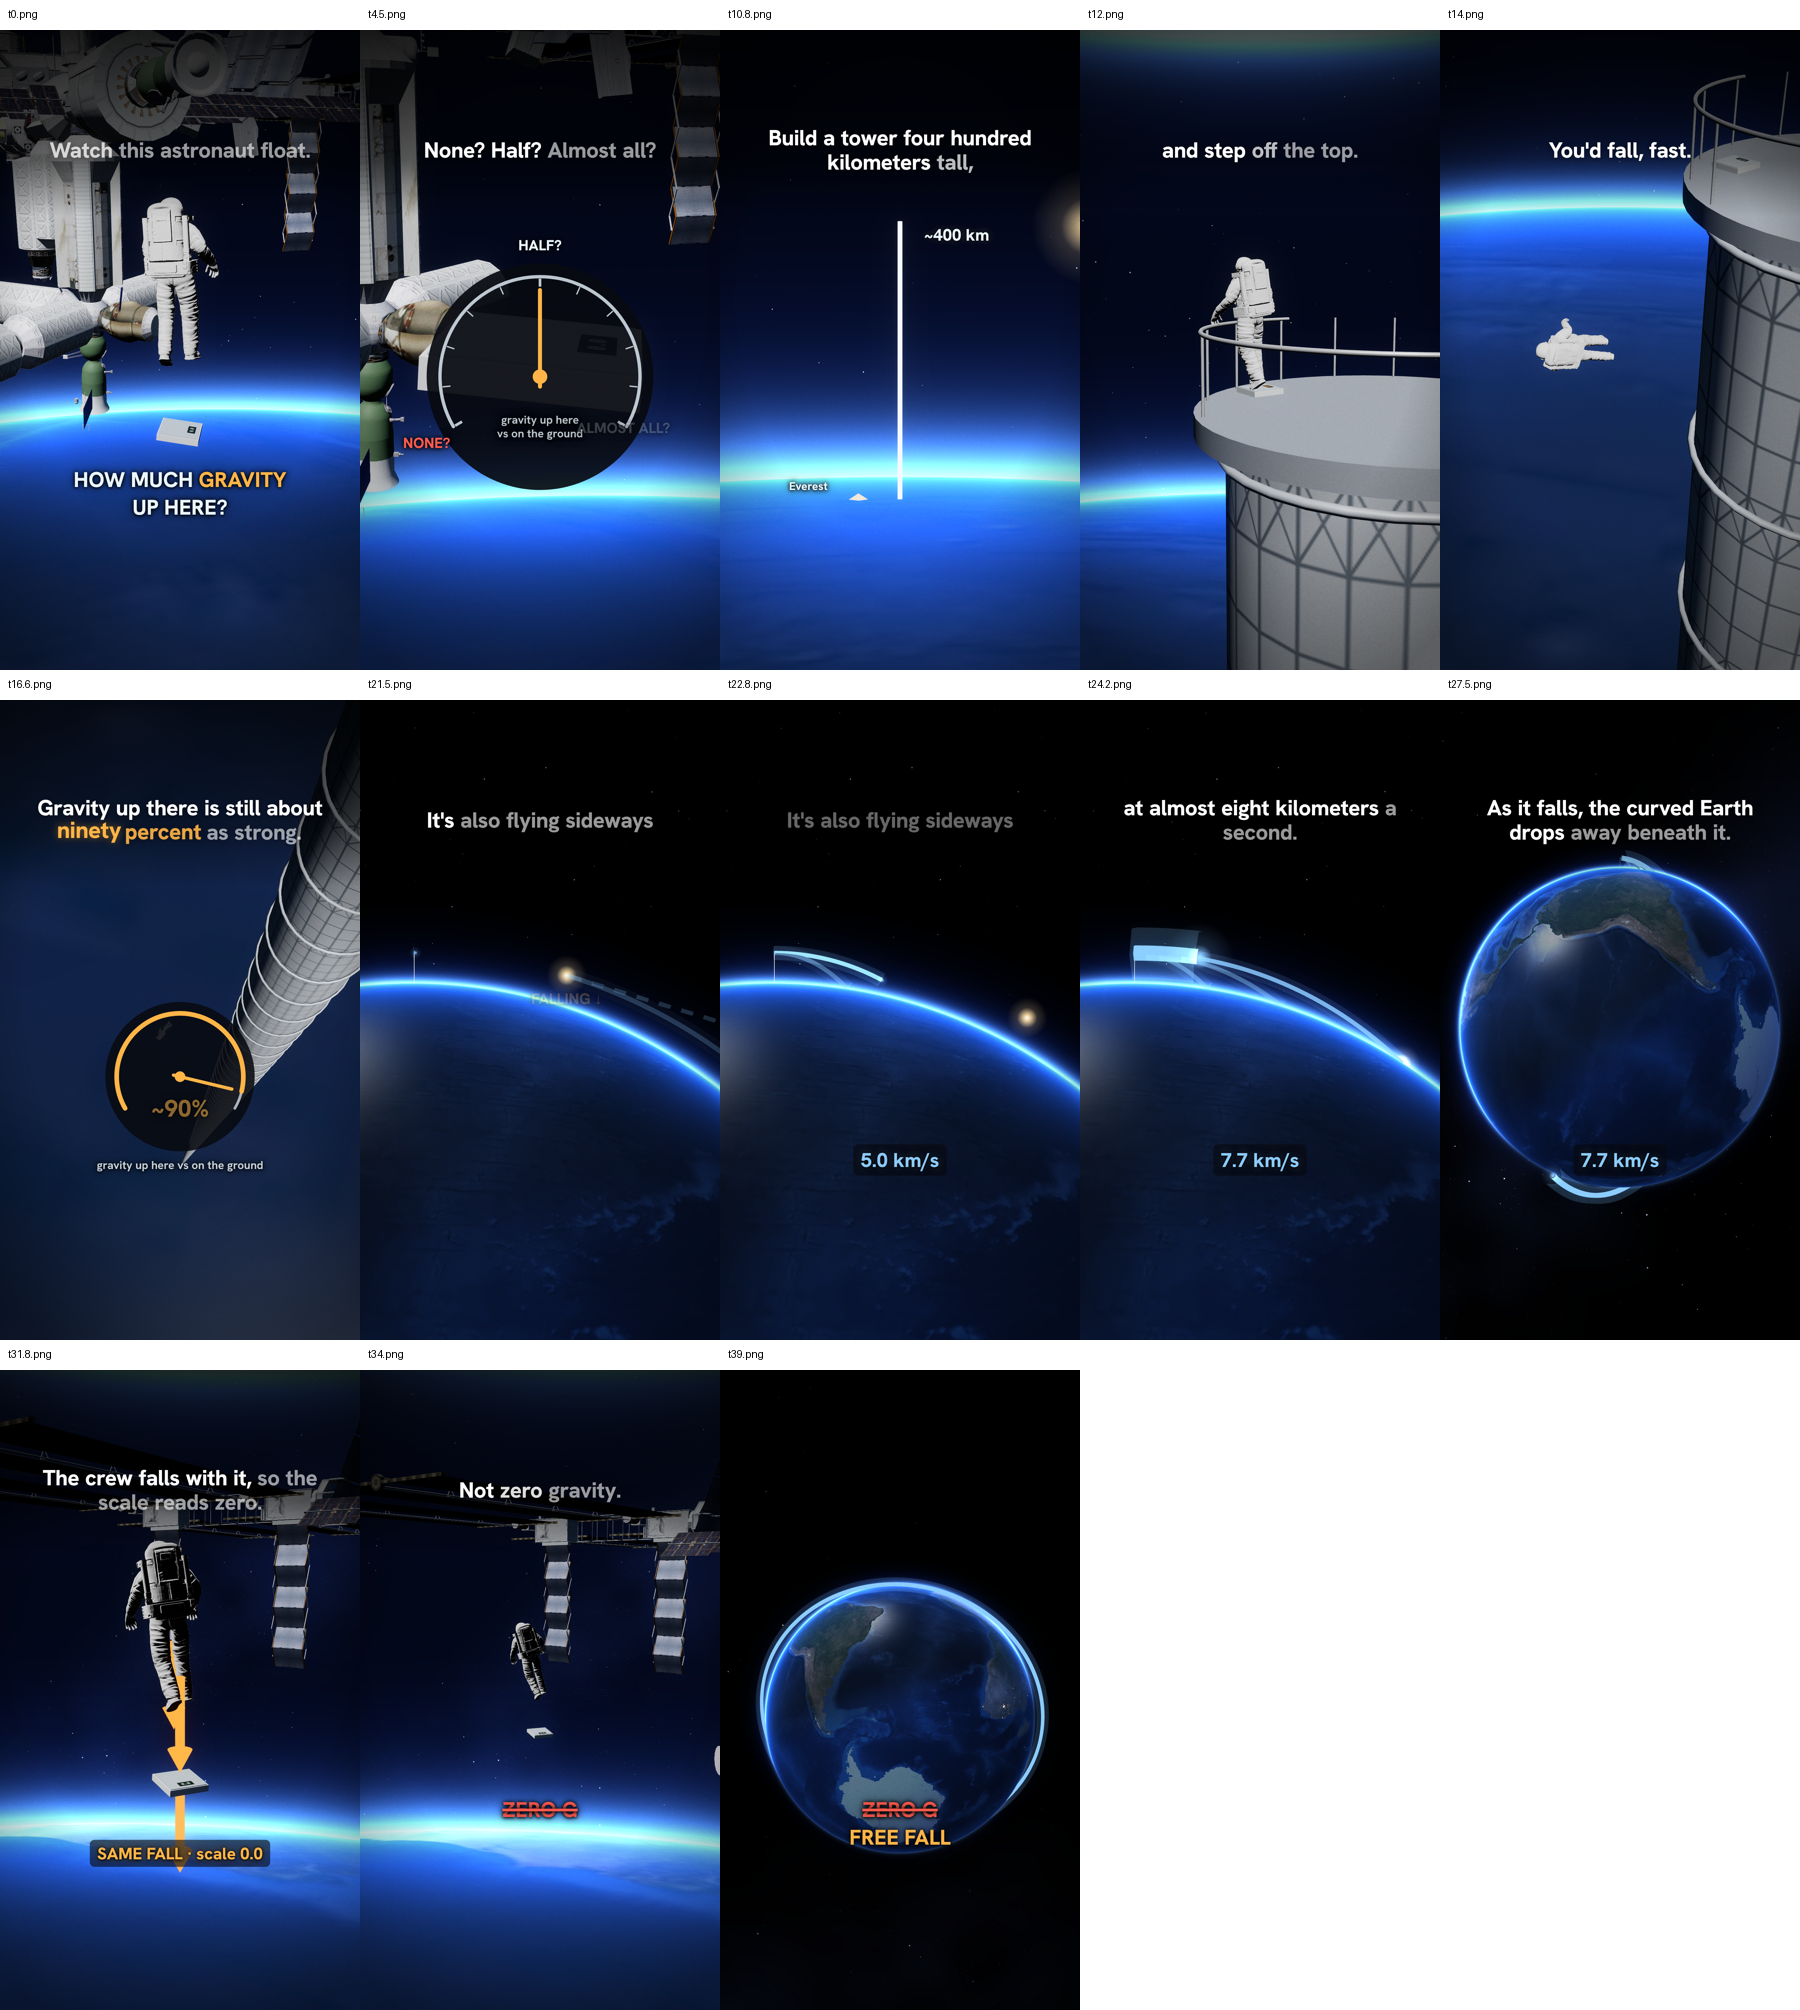 t0.png
t4.5.png
t10.8.png
t12.png
t14.png
Watch this astronaut float.
HOW MUCH GRAVITY
UP HERE?
None? Half? Almost all?
HALF?
gravity up here
vs on the ground
ALMOST ALL?
NONE?
Build a tower four hundred
kilometers tall,
~400 km
Everest
and step off the top.
You'd fall, fast.
t16.6.png
t21.5.png
t22.8.png
t24.2.png
t27.5.png
Gravity up there is still about
ninety percent as strong.
~90%
gravity up here vs on the ground
It's also flying sideways
FALLING ↓
It's also flying sideways
5.0 km/s
at almost eight kilometers a
second.
7.7 km/s
As it falls, the curved Earth
drops away beneath it.
7.7 km/s
t31.8.png
t34.png
t39.png
The crew falls with it, so the
scale reads zero.
SAME FALL · scale 0.0
Not zero gravity.
ZERO-G
ZERO-G
FREE FALL